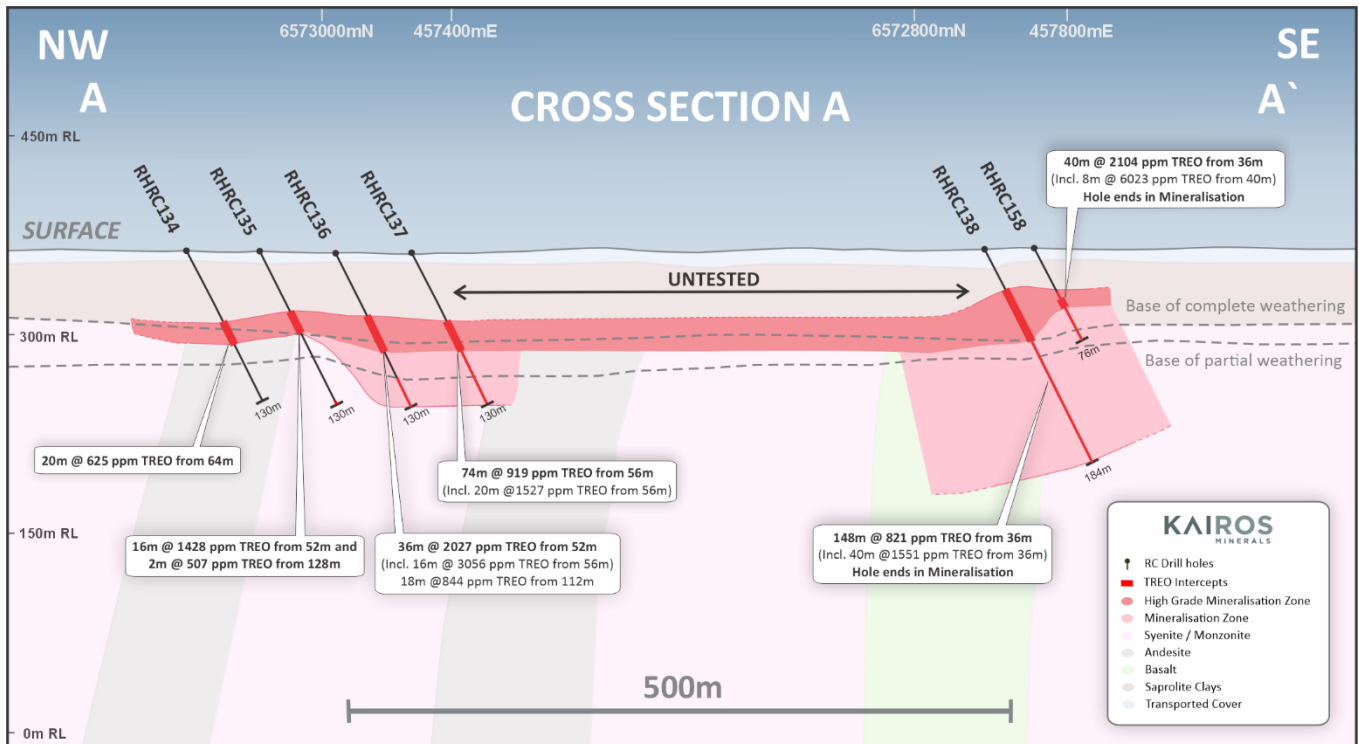 6573000mN
457400mE
6572800mN
457800mE
NW
A
SE
A`
CROSS SECTION A
450m RL
300m RL
150m RL
0m RL
SURFACE
RHRC134
RHRC135
RHRC136
RHRC137
RHRC138
RHRC158
40m @ 2104 ppm TREO from 36m
(Incl. 8m @ 6023 ppm TREO from 40m)
Hole ends in Mineralisation
UNTESTED
Base of complete weathering
Base of partial weathering
130m
130m
130m
130m
184m
76m
20m @ 625 ppm TREO from 64m
16m @ 1428 ppm TREO from 52m and
2m @ 507 ppm TREO from 128m
36m @ 2027 ppm TREO from 52m
(Incl. 16m @ 3056 ppm TREO from 56m)
18m @844 ppm TREO from 112m
74m @ 919 ppm TREO from 56m
(Incl. 20m @1527 ppm TREO from 56m)
148m @ 821 ppm TREO from 36m
(Incl. 40m @1551 ppm TREO from 36m)
Hole ends in Mineralisation
500m
KAIROS
MINERALS
RC Drill holes
TREO Intercepts
High Grade Mineralisation Zone
Mineralisation Zone
Syenite / Monzonite
Andesite
Basalt
Saprolite Clays
Transported Cover